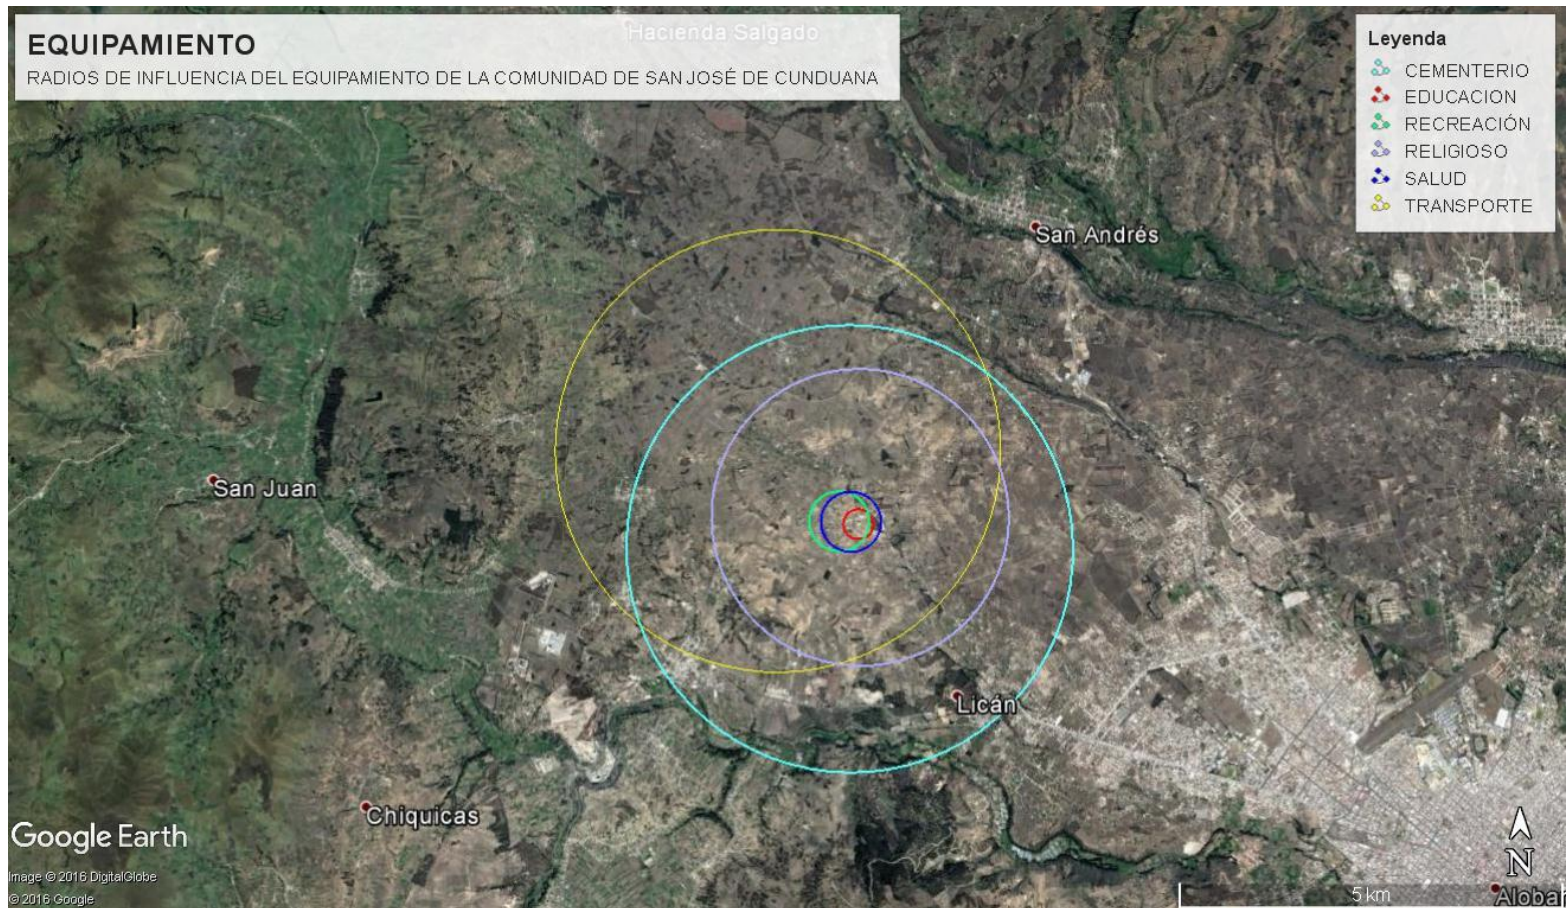 Hacienda Salgado
EQUIPAMIENTO
RADIOS DE INFLUENCIA DEL EQUIPAMIENTO DE LA COMUNIDAD DE SAN JOSÉ DE CUNDUANA
Leyenda
CEMENTERIO
EDUCACION
RECREACIÓN
RELIGIOSO
SALUD
TRANSPORTE
San Andrés
San Juan
Licán
Chiquicas
Google Earth
Image © 2016 DigitalGlobe
© 2016 Google
N
5 km